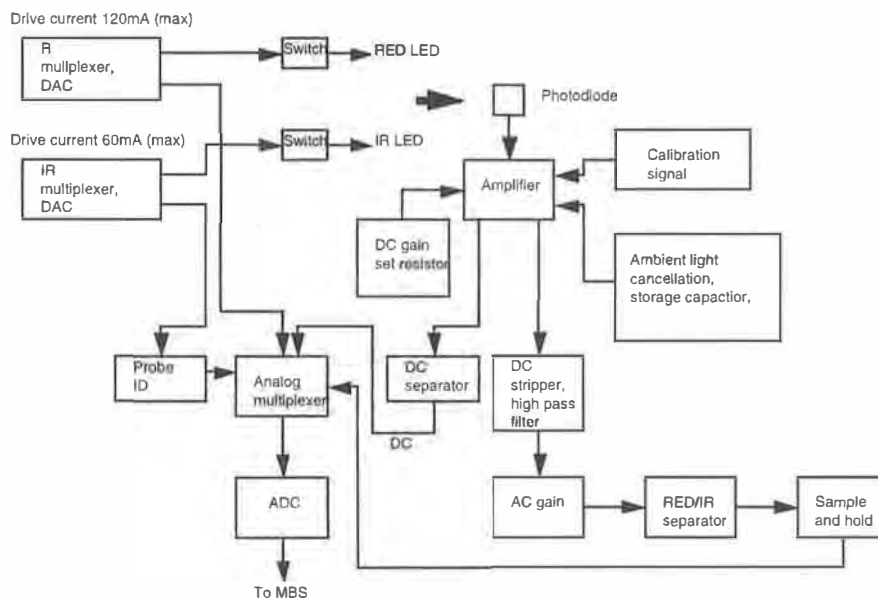 Drive current 120mA (max)
R
mullplexer,
DAC
Switch
RED LED
Photodlode
Drive current 60mA (max)
IR
multiplexer,
DAC
Switch
IR LED
Amplifier
Calibration
signal
DC gain
set resistor
Ambient light
cancellation,
storage capactior,
Probe
ID
Analog
multiplexer
DC
separator
DC
stripper,
high pass
filter
DC
ADC
AC gain
RED/IR
separator
Sample
and hold
To MBS